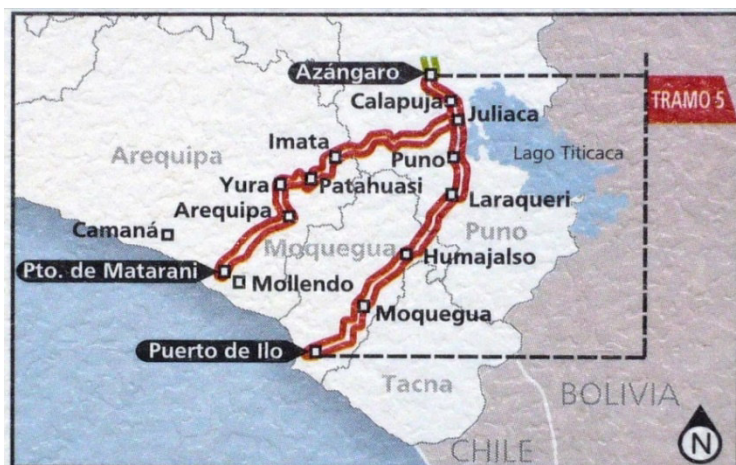 Azángaro
TRAMO 5
Calapuja
Juliaca
Imata
Arequipa
Puno
Lago Titicaca
Yura
Patahuasi
Laraqueri
Arequipa
Camaná
Moquegua
Puno
Humajalso
Pto. de Matarani
Mollendo
Moquegua
Puerto de Ilo
Tacna
BOLIVIA
CHILE
N